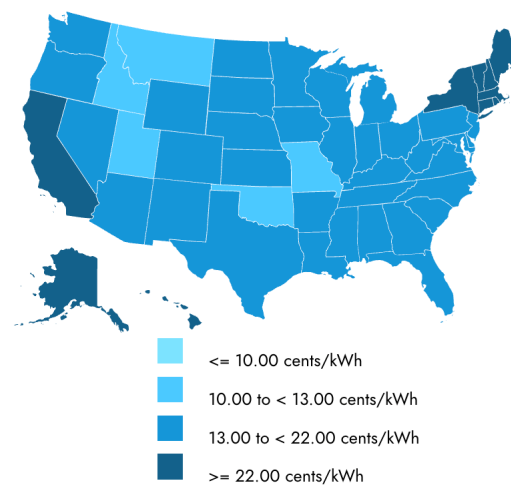 <= 10.00 cents/kWh
10.00 to < 13.00 cents/kWh
13.00 to < 22.00 cents/kWh
>= 22.00 cents/kWh